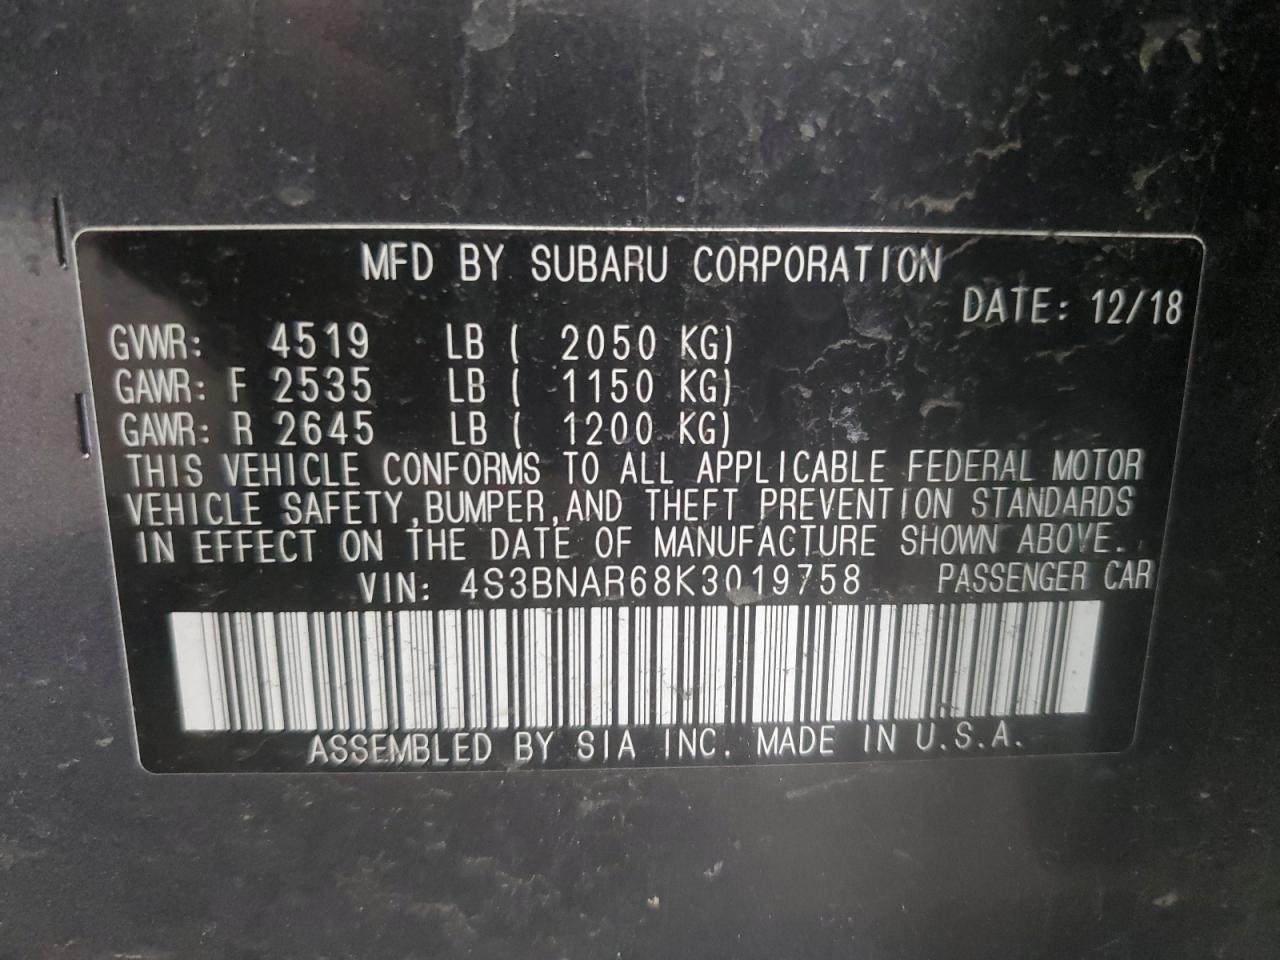 MFD BY SUBARU CORPORATION
DATE: 12/18
GVWR: 4519 LB ( 2050 KG)
GAWR: F 2535 LB ( 1150 KG)
GAWR: R 2645 LB ( 1200 KG)
THIS VEHICLE CONFORMS TO ALL APPLICABLE FEDERAL MOTOR
VEHICLE SAFETY,BUMPER,AND THEFT PREVENTION STANDARDS
IN EFFECT ON THE DATE OF MANUFACTURE SHOWN ABOVE.
VIN: 4S3BNAR68K3019758 PASSENGER CAR
ASSEMBLED BY SIA INC. MADE IN U.S.A.